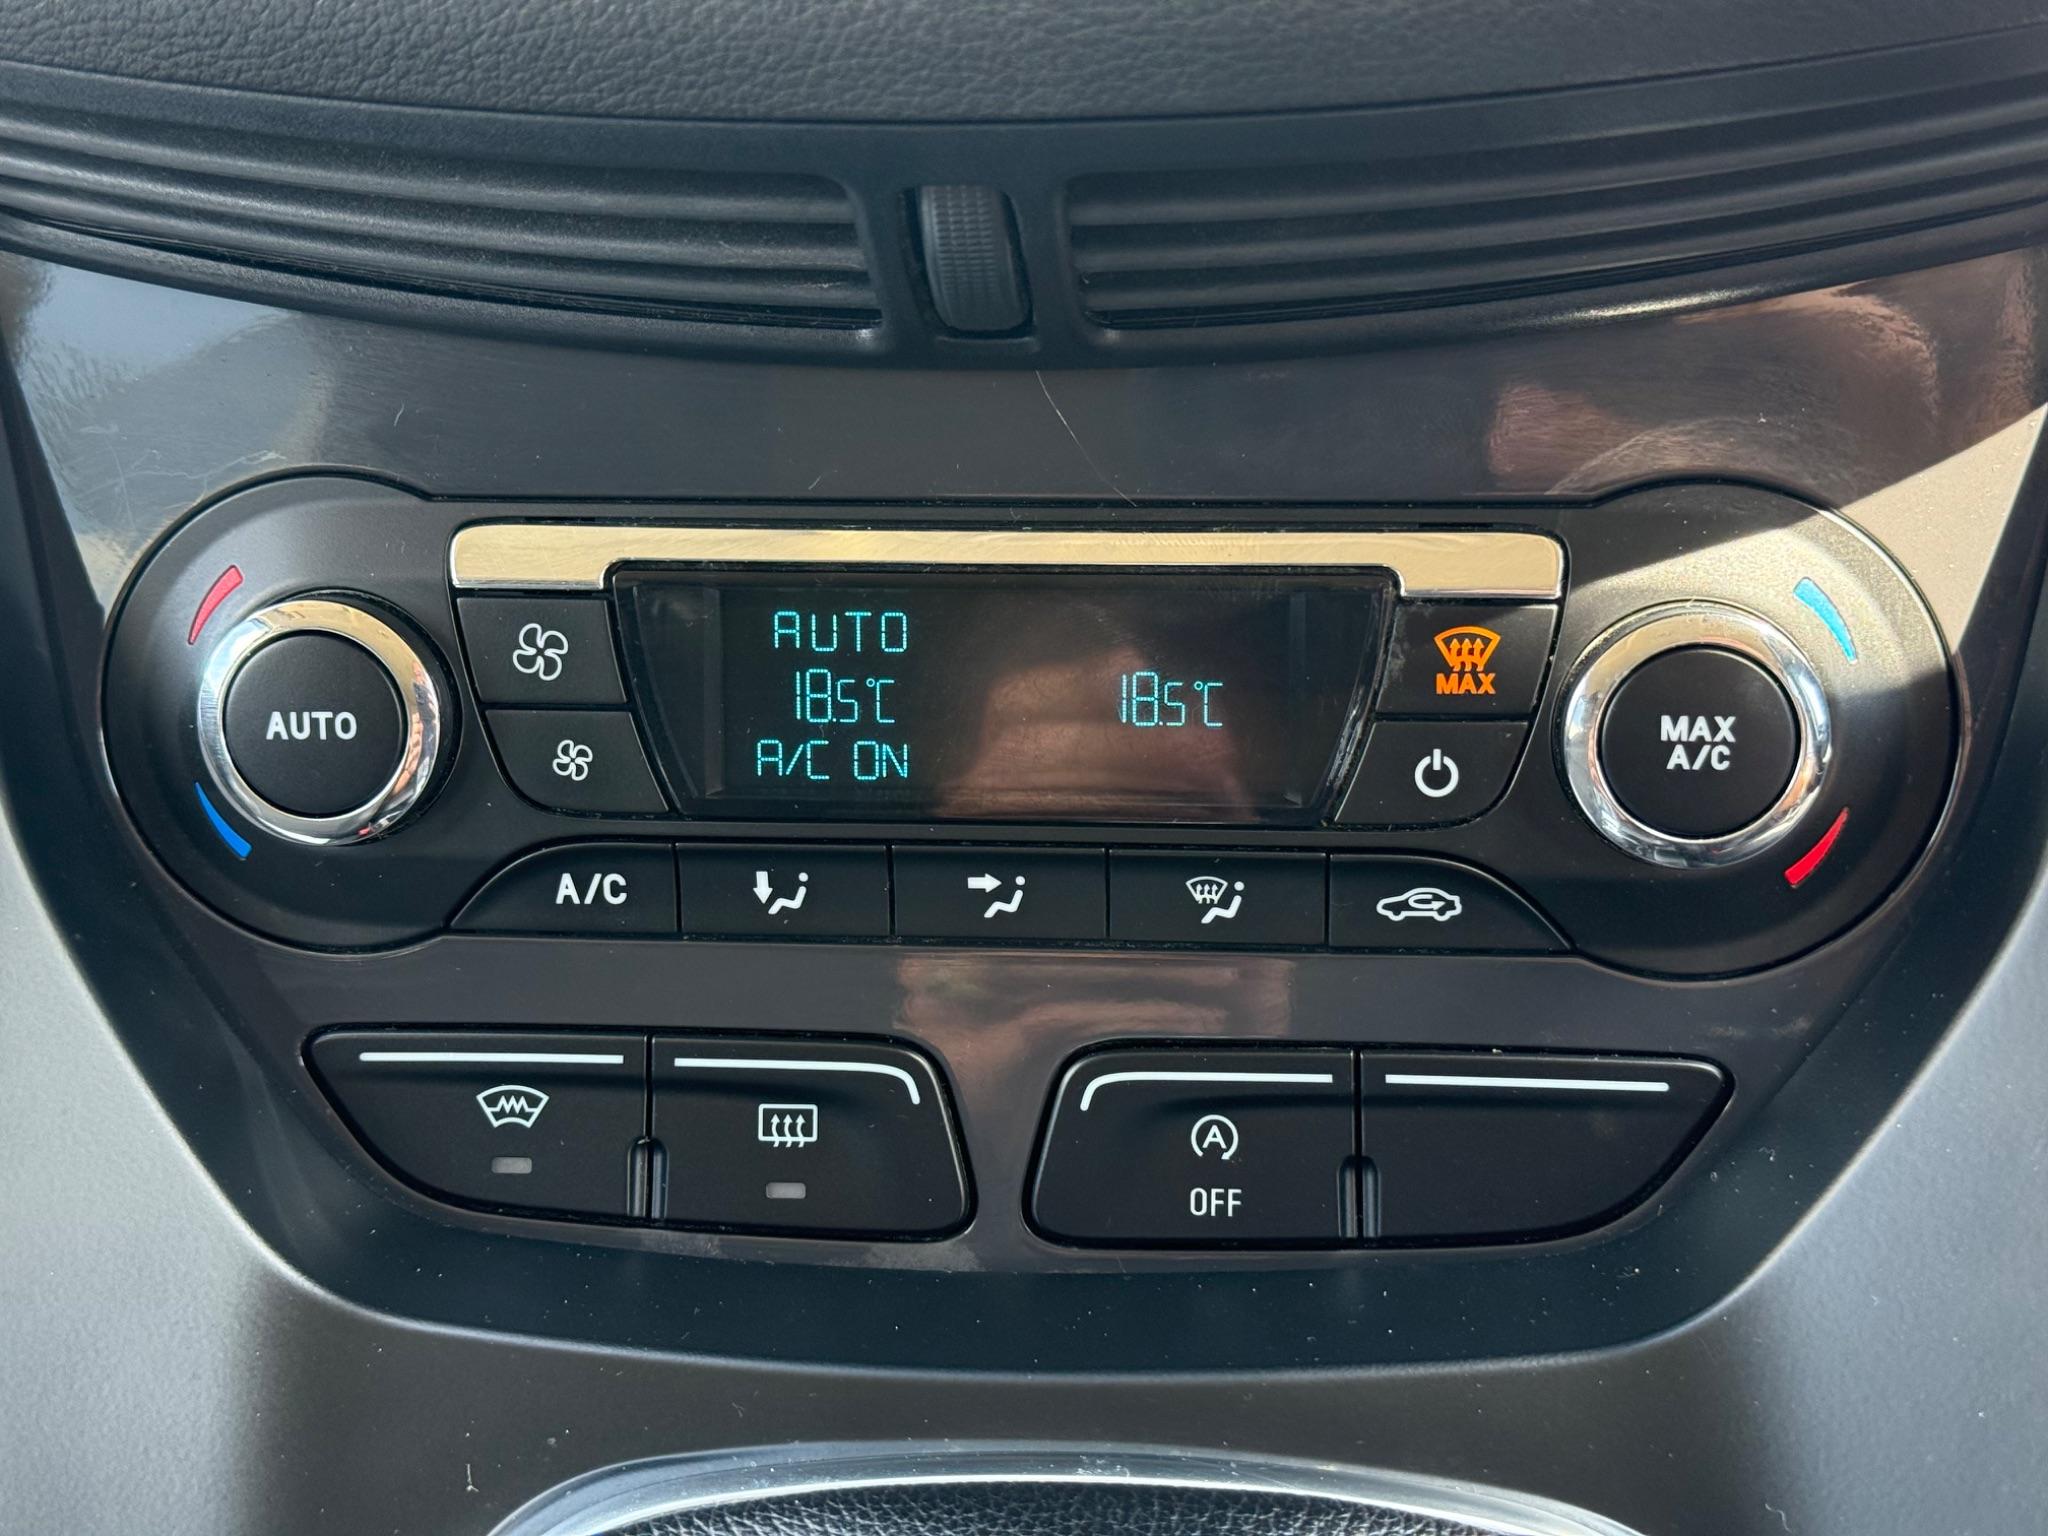 AUTO
18.5°C
18.5°C
A/C ON
MAX
AUTO
MAX
A/C
A/C
A
OFF